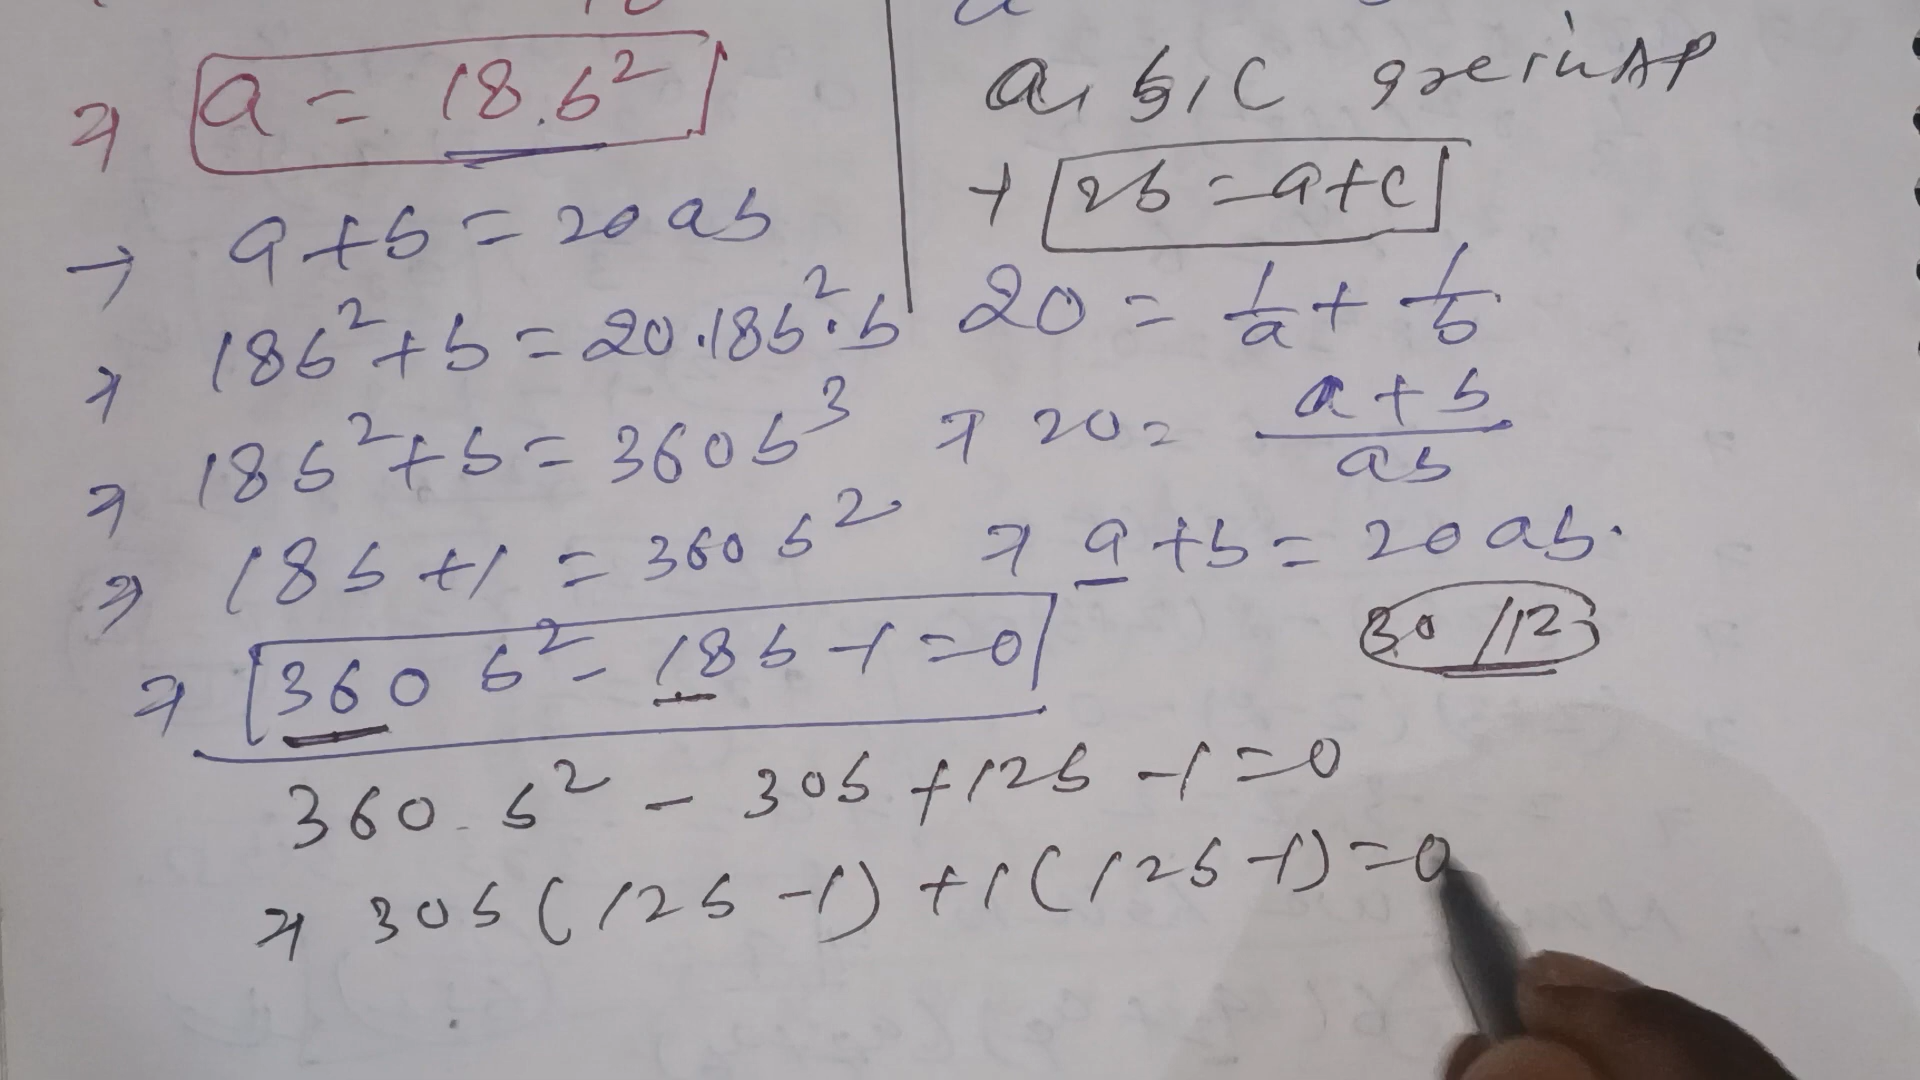 ⇒ a = 18.b²
→ a+b = 20ab
⇒ 18b²+b = 20.18b².b
⇒ 18b²+b = 360b³
⇒ 18b+1 = 360b²
⇒ 360b²-18b-1=0
360.b² - 30b+12b-1=0
⇒ 30b(12b-1)+1(12b-1)=0
a, b, c are in AP
→ 2b = a+c
20 = 1/a + 1/b
⇒ 20 = a+b/ab
⇒ a+b = 20ab.
30/12